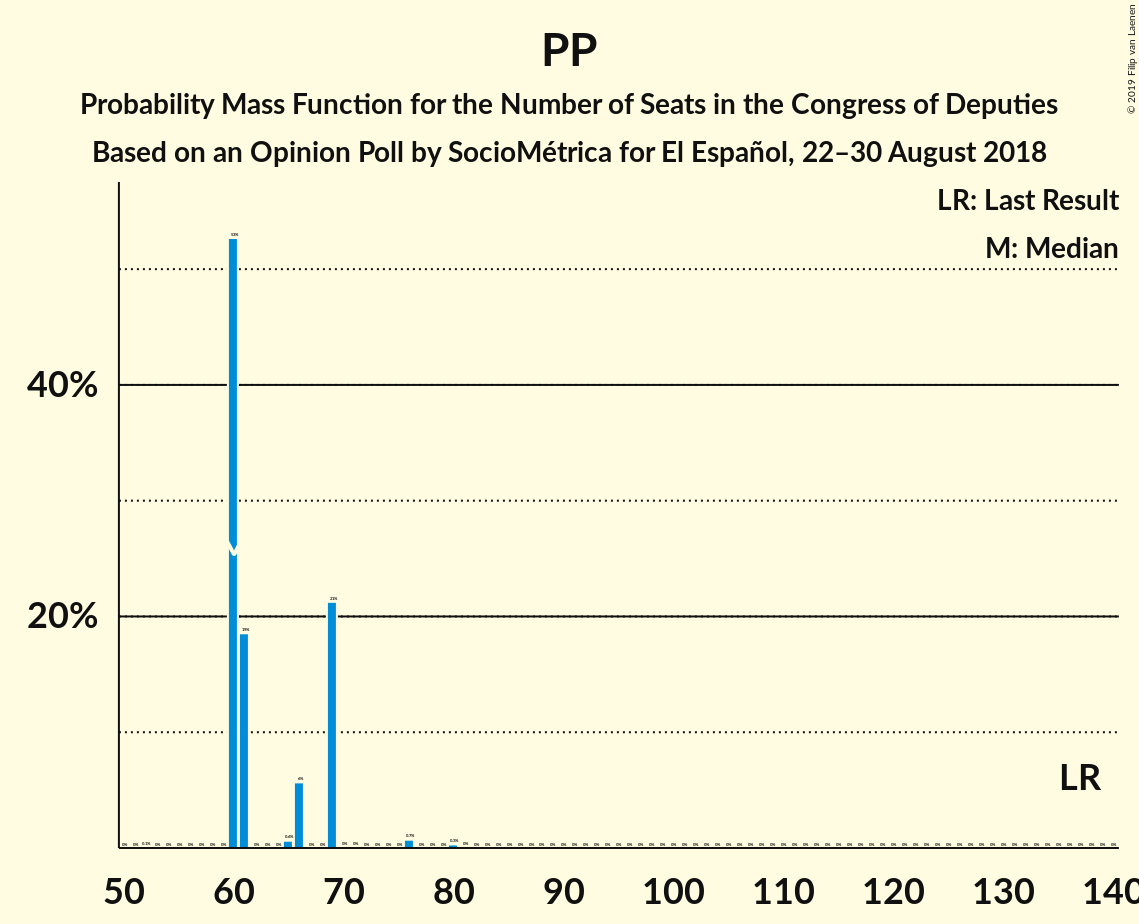 PP
Probability Mass Function for the Number of Seats in the Congress of Deputies
Based on an Opinion Poll by SocioMétrica for El Español, 22–30 August 2018
© 2019 Filip van Laenen
LR: Last Result
M: Median
40%
20%
M
LR
50 60 70 80 90 100 110 120 130 140